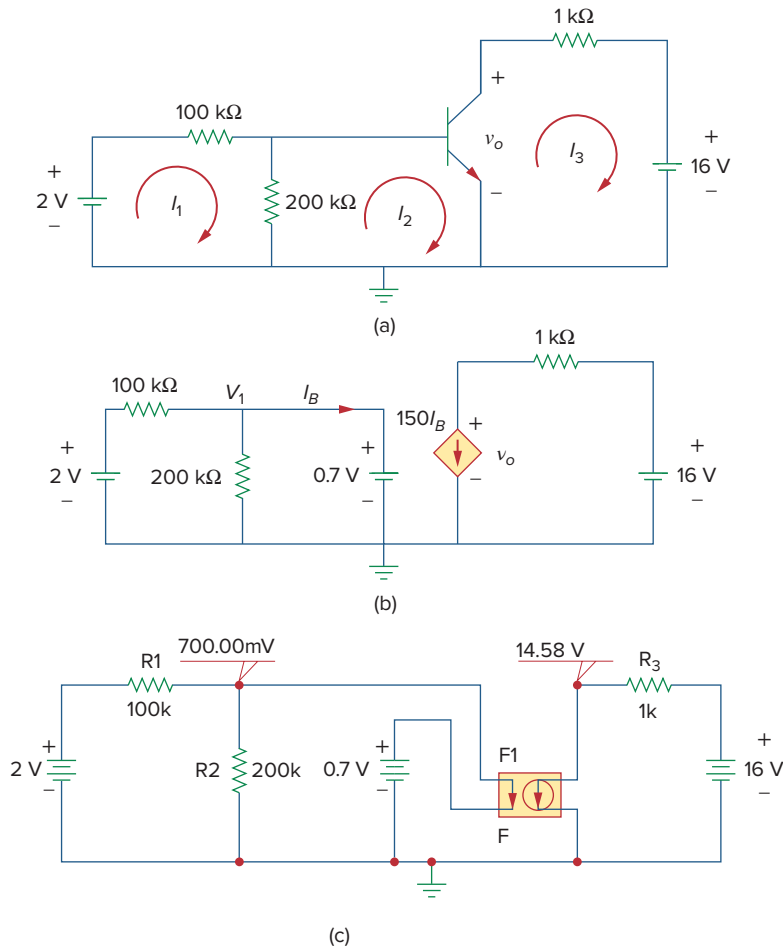 1 kΩ
+
100 kΩ
vo
+
+
I3
16 V
2 V
I1
200 kΩ
−
−
−
I2
(a)
1 kΩ
100 kΩ
V1
IB
150IB
+
+
+
+
2 V
200 kΩ
0.7 V
vo
16 V
−
−
−
−
(b)
700.00mV
14.58 V
R1
R3
100k
1k
+
+
F1
+
2 V
R2
200k
0.7 V
16 V
−
−
−
F
(c)